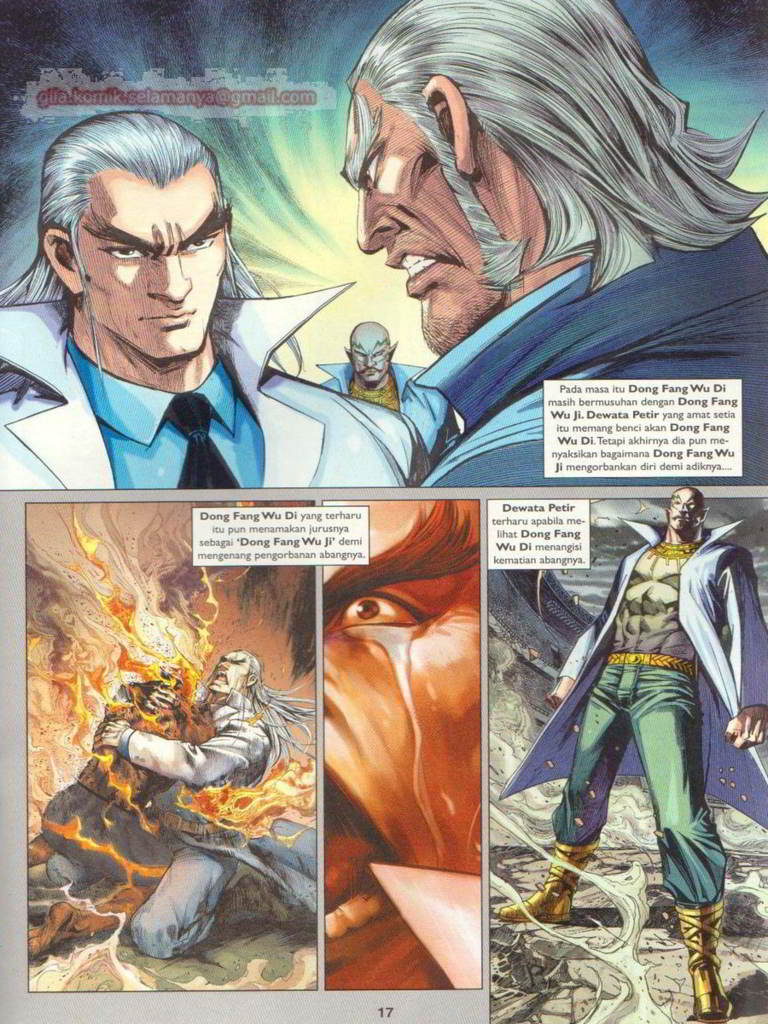 gila.komik.selamanya@gmail.com
Pada masa itu Dong Fang Wu Di
masih bermusuhan dengan Dong Fang
Wu Ji. Dewata Petir yang amat setia
itu memang benci akan Dong Fang
Wu Di. Tetapi akhirnya dia pun me-
nyaksikan bagaimana Dong Fang Wu
Ji mengorbankan diri demi adiknya....
Dong Fang Wu Di yang terharu
itu pun menamakan jurusnya
sebagai 'Dong Fang Wu Ji' demi
mengenang pengorbanan abangnya.
Dewata Petir
terharu apabila me-
lihat Dong Fang
Wu Di menangisi
kematian abangnya.
17